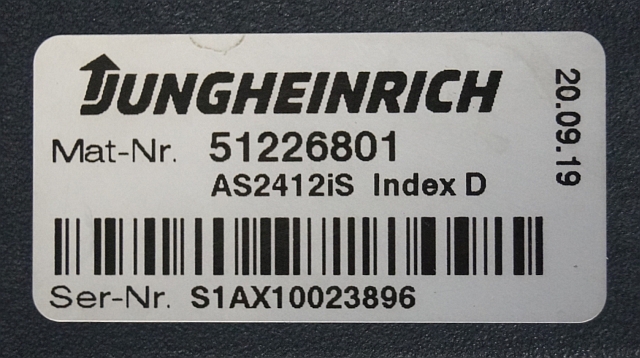 JUNGHEINRICH
Mat-Nr. 51226801
AS2412iS Index D
Ser-Nr. S1AX10023896
20.09.19